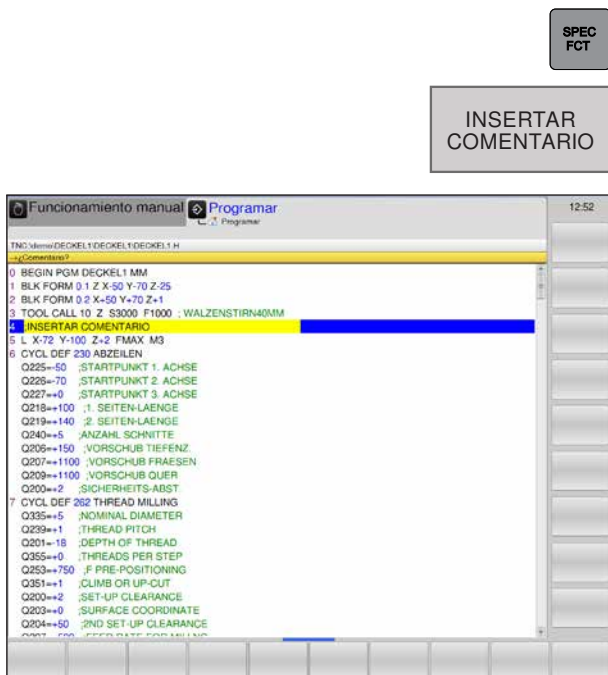 SPEC
FCT
INSERTAR
COMENTARIO
Funcionamiento manual Programar 12:52
Programar
TNC:\demo\DECKEL1\DECKEL1\DECKEL1.H
→¿Comentario?
0 BEGIN PGM DECKEL1 MM
1 BLK FORM 0.1 Z X-50 Y-70 Z-25
2 BLK FORM 0.2 X+50 Y+70 Z+1
3 TOOL CALL 10 Z S3000 F1000 ; WALZENSTIRN40MM
4 ;INSERTAR COMENTARIO
5 L X-72 Y-100 Z+2 FMAX M3
6 CYCL DEF 230 ABZEILEN
Q225=-50 ;STARTPUNKT 1. ACHSE
Q226=-70 ;STARTPUNKT 2. ACHSE
Q227=+0 ;STARTPUNKT 3. ACHSE
Q218=+100 ;1. SEITEN-LAENGE
Q219=+140 ;2. SEITEN-LAENGE
Q240=+5 ;ANZAHL SCHNITTE
Q206=+150 ;VORSCHUB TIEFENZ.
Q207=+1100 ;VORSCHUB FRAESEN
Q209=+1100 ;VORSCHUB QUER
Q200=+2 ;SICHERHEITS-ABST.
7 CYCL DEF 262 THREAD MILLING
Q335=+5 ;NOMINAL DIAMETER
Q239=+1 ;THREAD PITCH
Q201=-18 ;DEPTH OF THREAD
Q355=+0 ;THREADS PER STEP
Q253=+750 ;F PRE-POSITIONING
Q351=+1 ;CLIMB OR UP-CUT
Q200=+2 ;SET-UP CLEARANCE
Q203=+0 ;SURFACE COORDINATE
Q204=+50 ;2ND SET-UP CLEARANCE